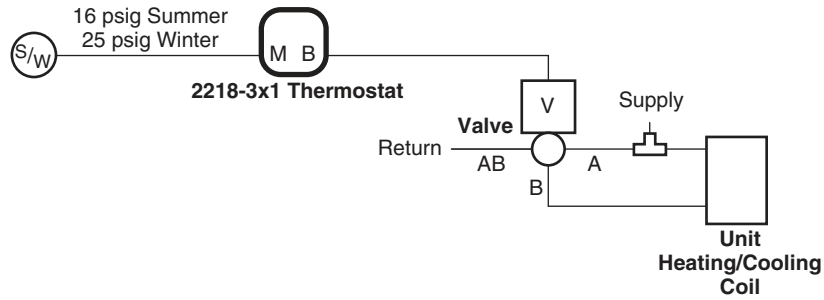 16 psig Summer
25 psig Winter
S/W
M B
2218-3x1 Thermostat
V
Supply
Valve
Return
AB
A
B
Unit
Heating/Cooling
Coil